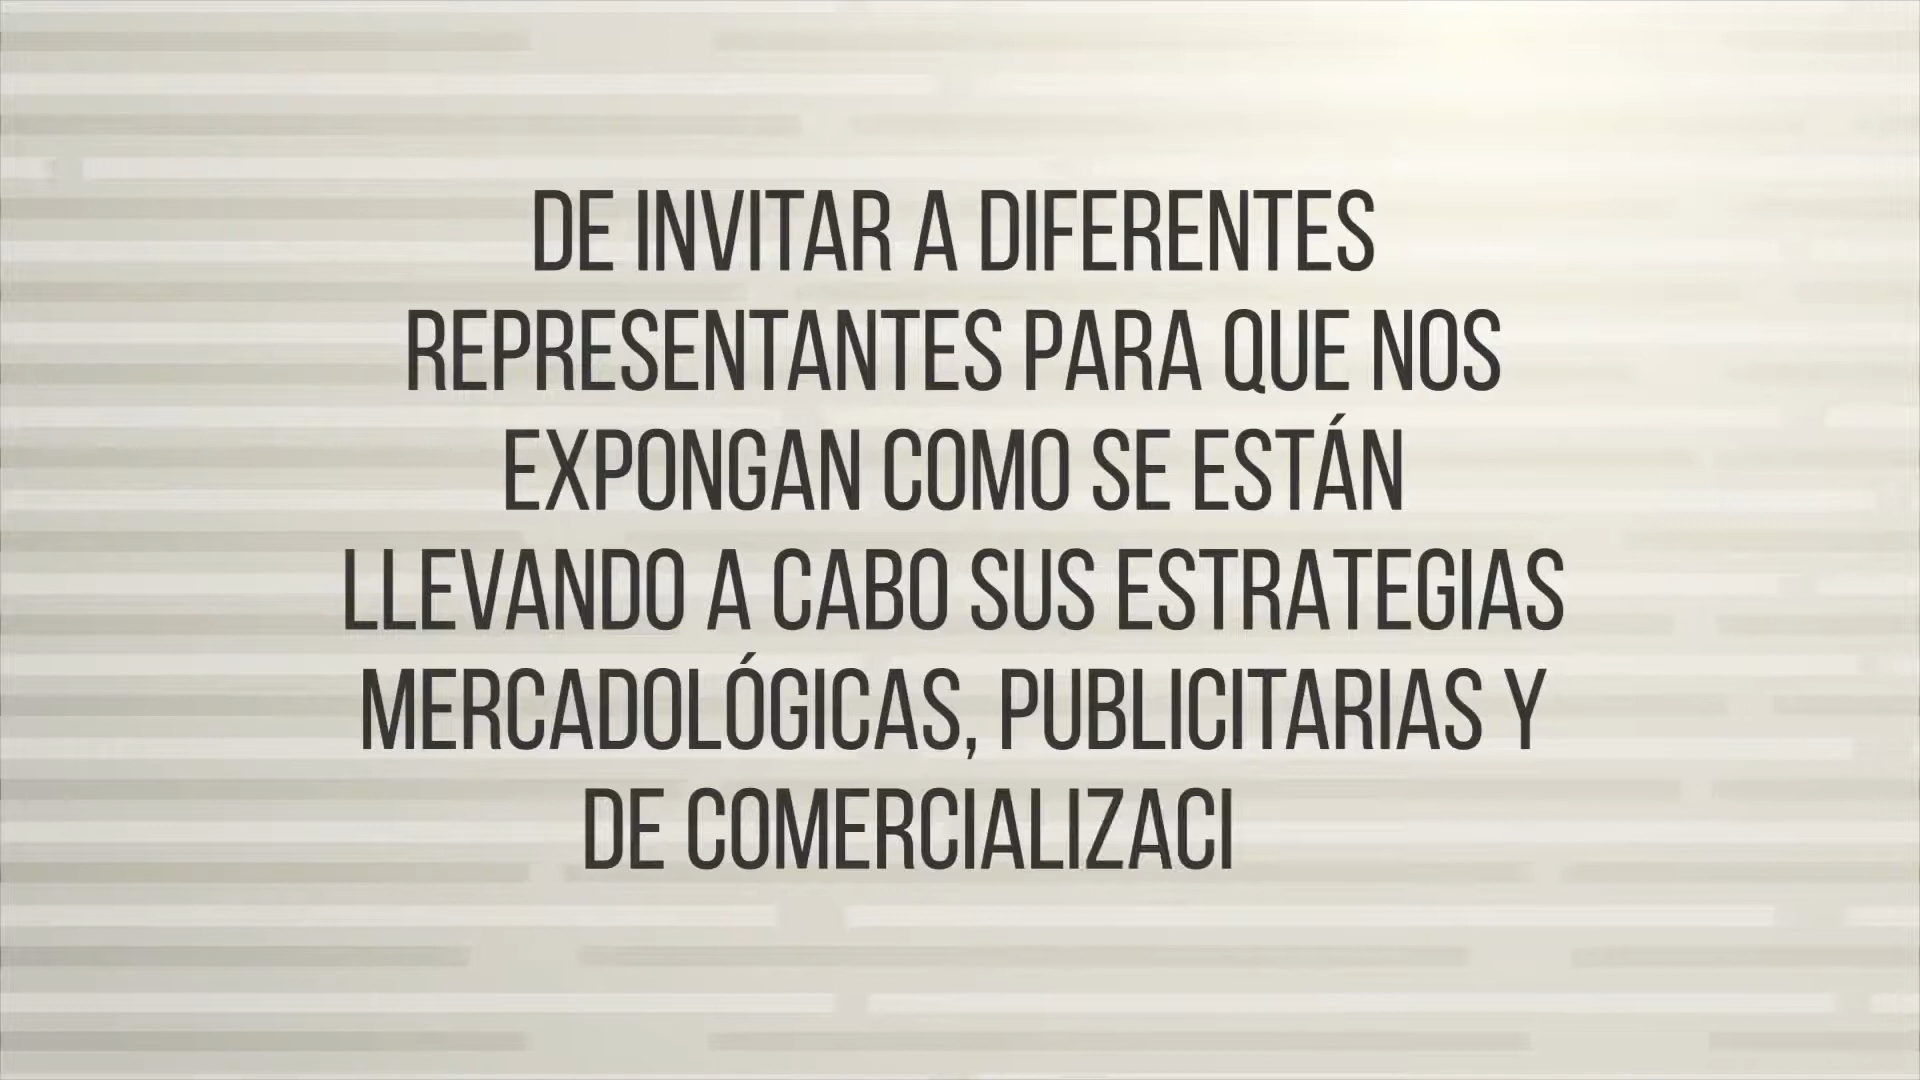 DE INVITAR A DIFERENTES
REPRESENTANTES PARA QUE NOS
EXPONGAN COMO SE ESTÁN
LLEVANDO A CABO SUS ESTRATEGIAS
MERCADOLÓGICAS, PUBLICITARIAS Y
DE COMERCIALIZACI